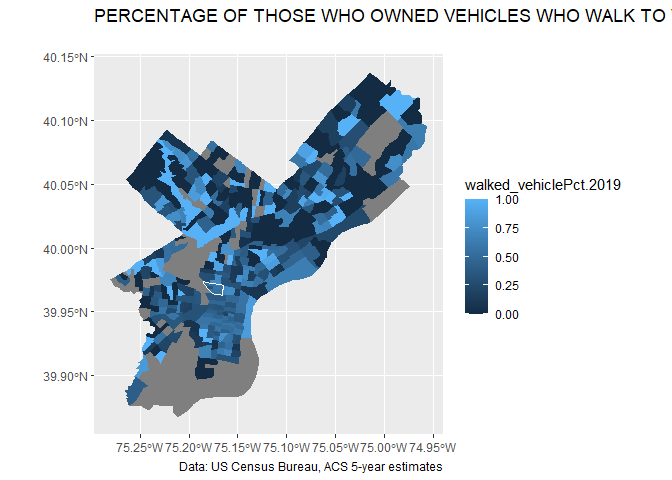 PERCENTAGE OF THOSE WHO OWNED VEHICLES WHO WALK TO
40.15°N
40.10°N
40.05°N
40.00°N
39.95°N
39.90°N
75.25°W 75.20°W 75.15°W 75.10°W 75.05°W 75.00°W 74.95°W
Data: US Census Bureau, ACS 5-year estimates
walked_vehiclePct.2019
1.00
0.75
0.50
0.25
0.00